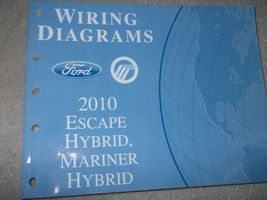 WIRING
DIAGRAMS
Ford
2010
ESCAPE
HYBRID,
MARINER
HYBRID